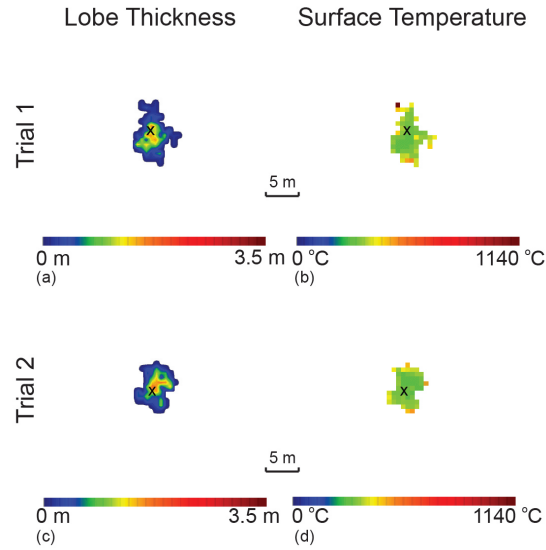 Lobe Thickness
Surface Temperature
Trial 1
x
x
5 m
0 m
3.5 m
0 °C
1140 °C
(a)
(b)
Trial 2
x
x
5 m
0 m
3.5 m
0 °C
1140 °C
(c)
(d)